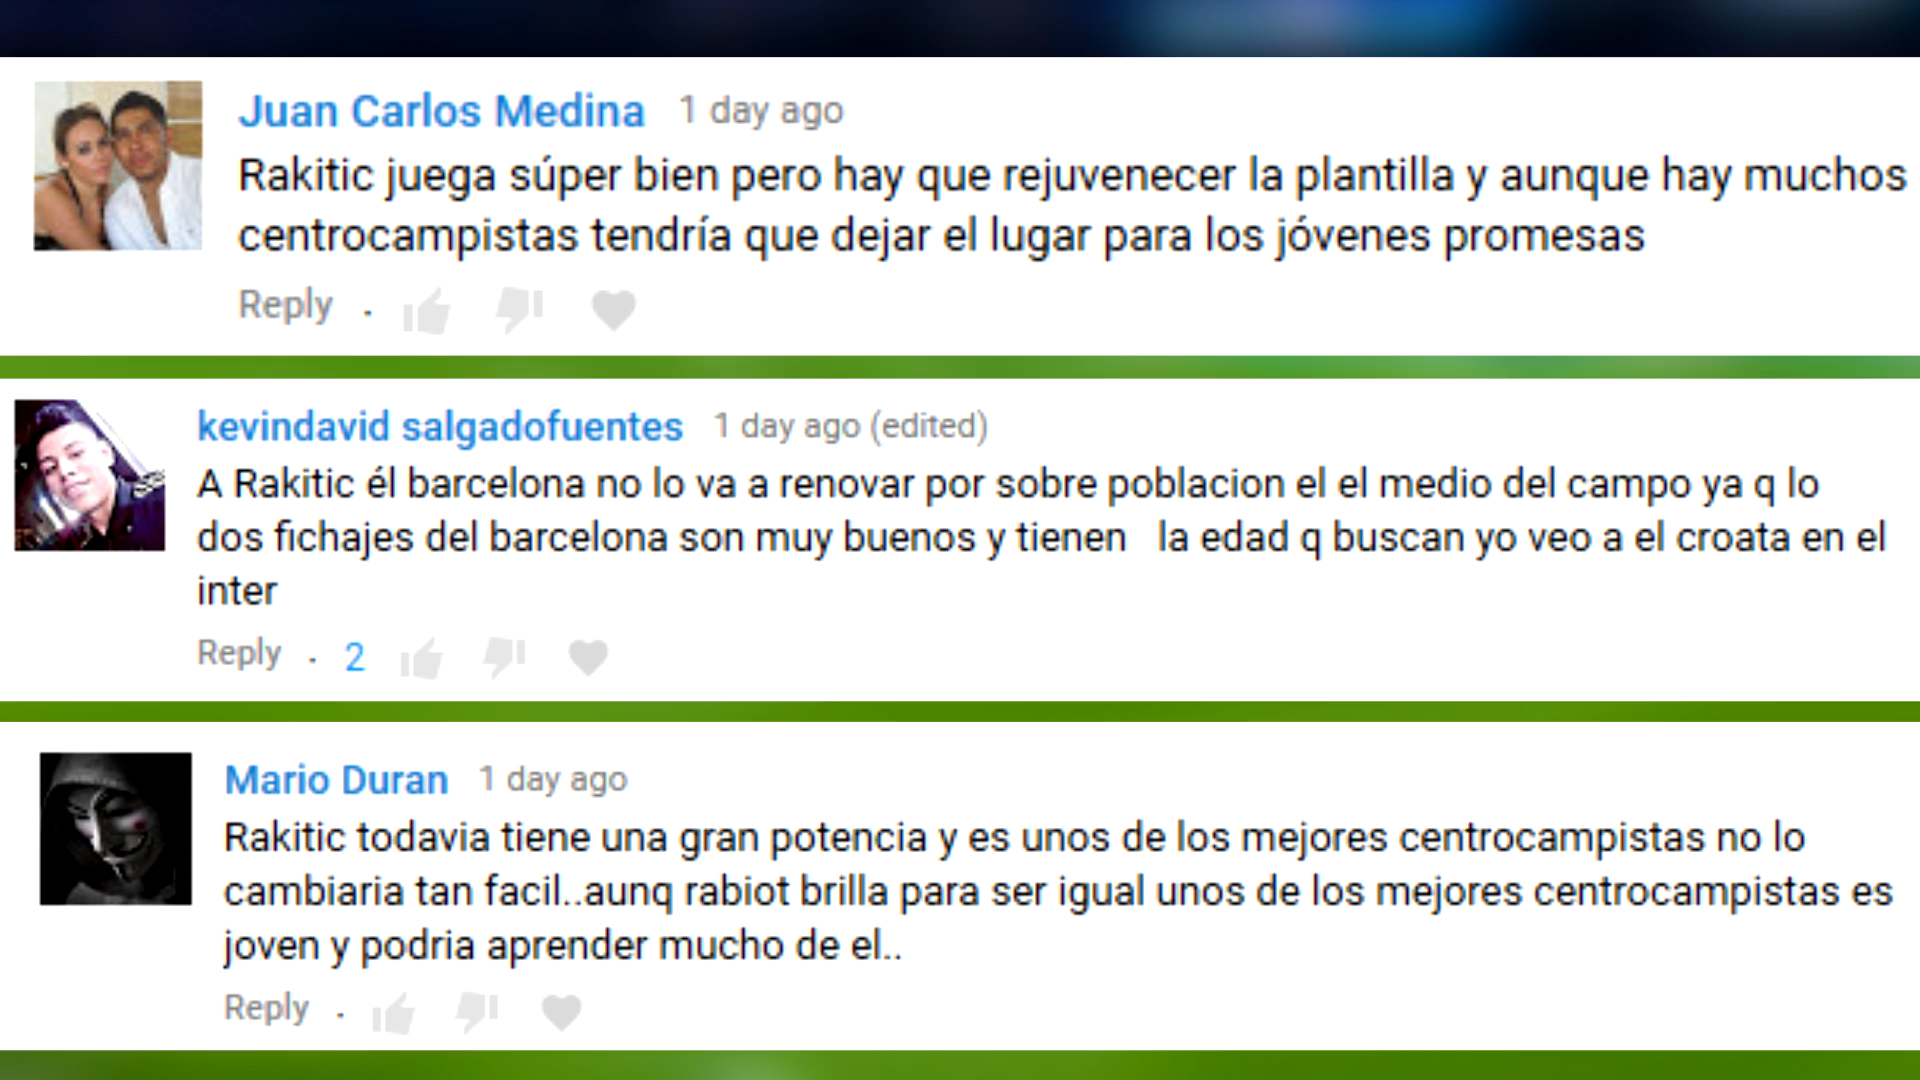 Juan Carlos Medina 1 day ago
Rakitic juega súper bien pero hay que rejuvenecer la plantilla y aunque hay muchos
centrocampistas tendría que dejar el lugar para los jóvenes promesas
Reply .
kevindavid salgadofuentes 1 day ago (edited)
A Rakitic él barcelona no lo va a renovar por sobre poblacion el el medio del campo ya q lo
dos fichajes del barcelona son muy buenos y tienen   la edad q buscan yo veo a el croata en el
inter
Reply . 2
Mario Duran 1 day ago
Rakitic todavia tiene una gran potencia y es unos de los mejores centrocampistas no lo
cambiaria tan facil..aunq rabiot brilla para ser igual unos de los mejores centrocampistas es
joven y podria aprender mucho de el..
Reply .